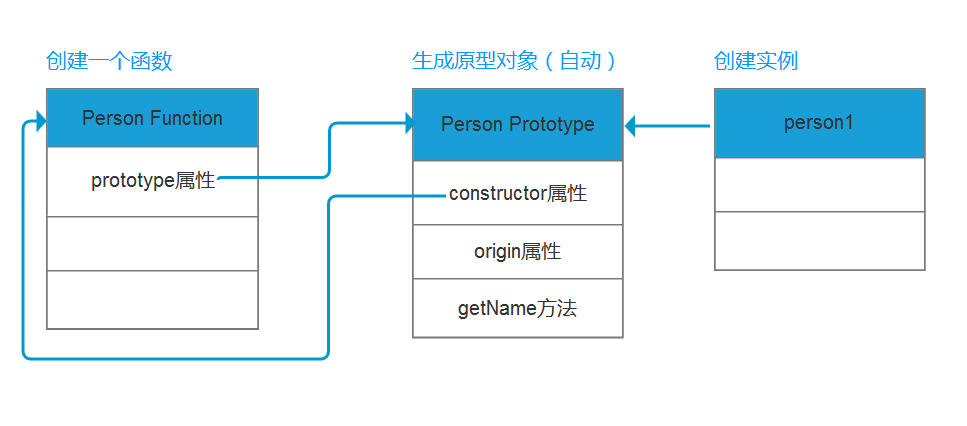 创建一个函数
生成原型对象（自动）
创建实例
Person Function
prototype属性
Person Prototype
constructor属性
origin属性
getName方法
person1